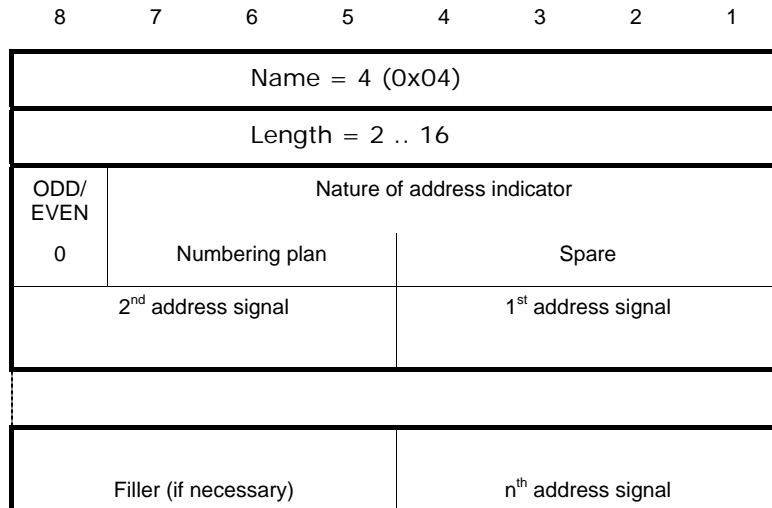 8 7 6 5 4 3 2 1
Name = 4 (0x04)
Length = 2 .. 16
ODD/ Nature of address indicator
EVEN
0 Numbering plan Spare
2nd address signal 1st address signal
Filler (if necessary) nth address signal